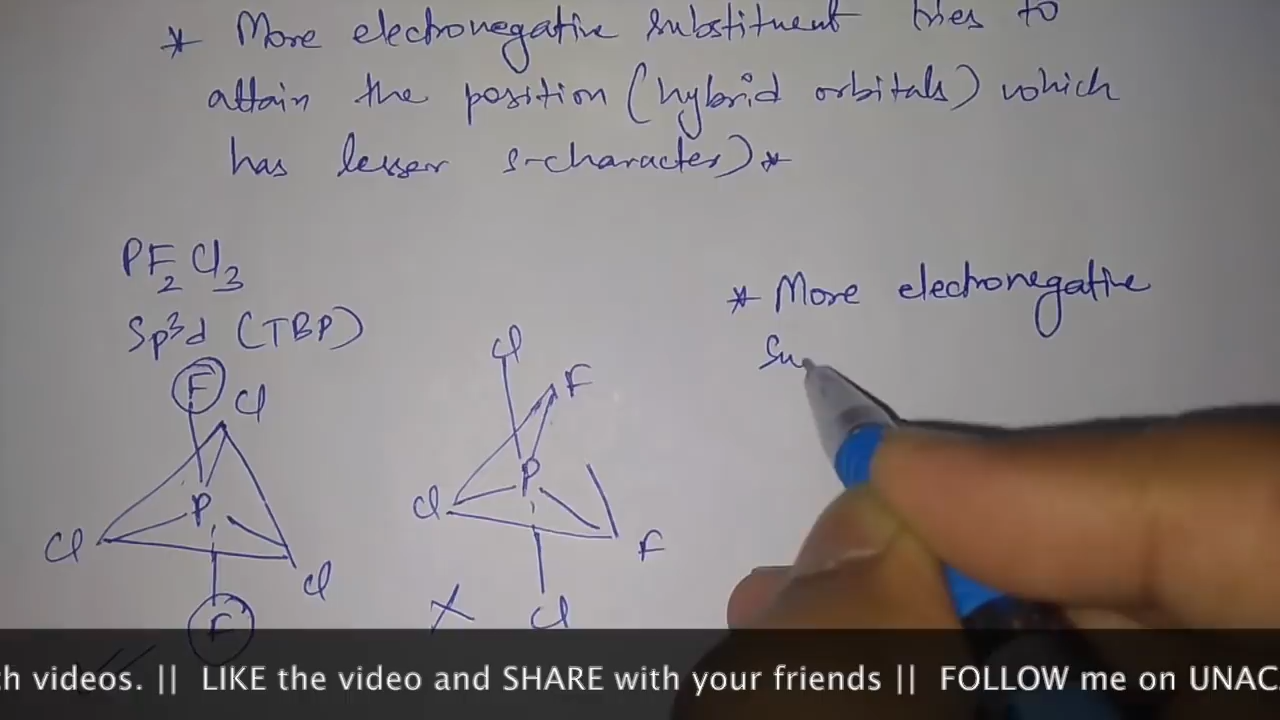 * More electronegative substituent tries to
attain the position (hybrid orbitals) which
has lesser s-character) *
PF2Cl3
Sp3d (TBP)
* More electronegative
Su
F
Cl
P
Cl
Cl
F
Cl
F
P
Cl
F
Cl
X
h videos. || LIKE the video and SHARE with your friends || FOLLOW me on UNAC